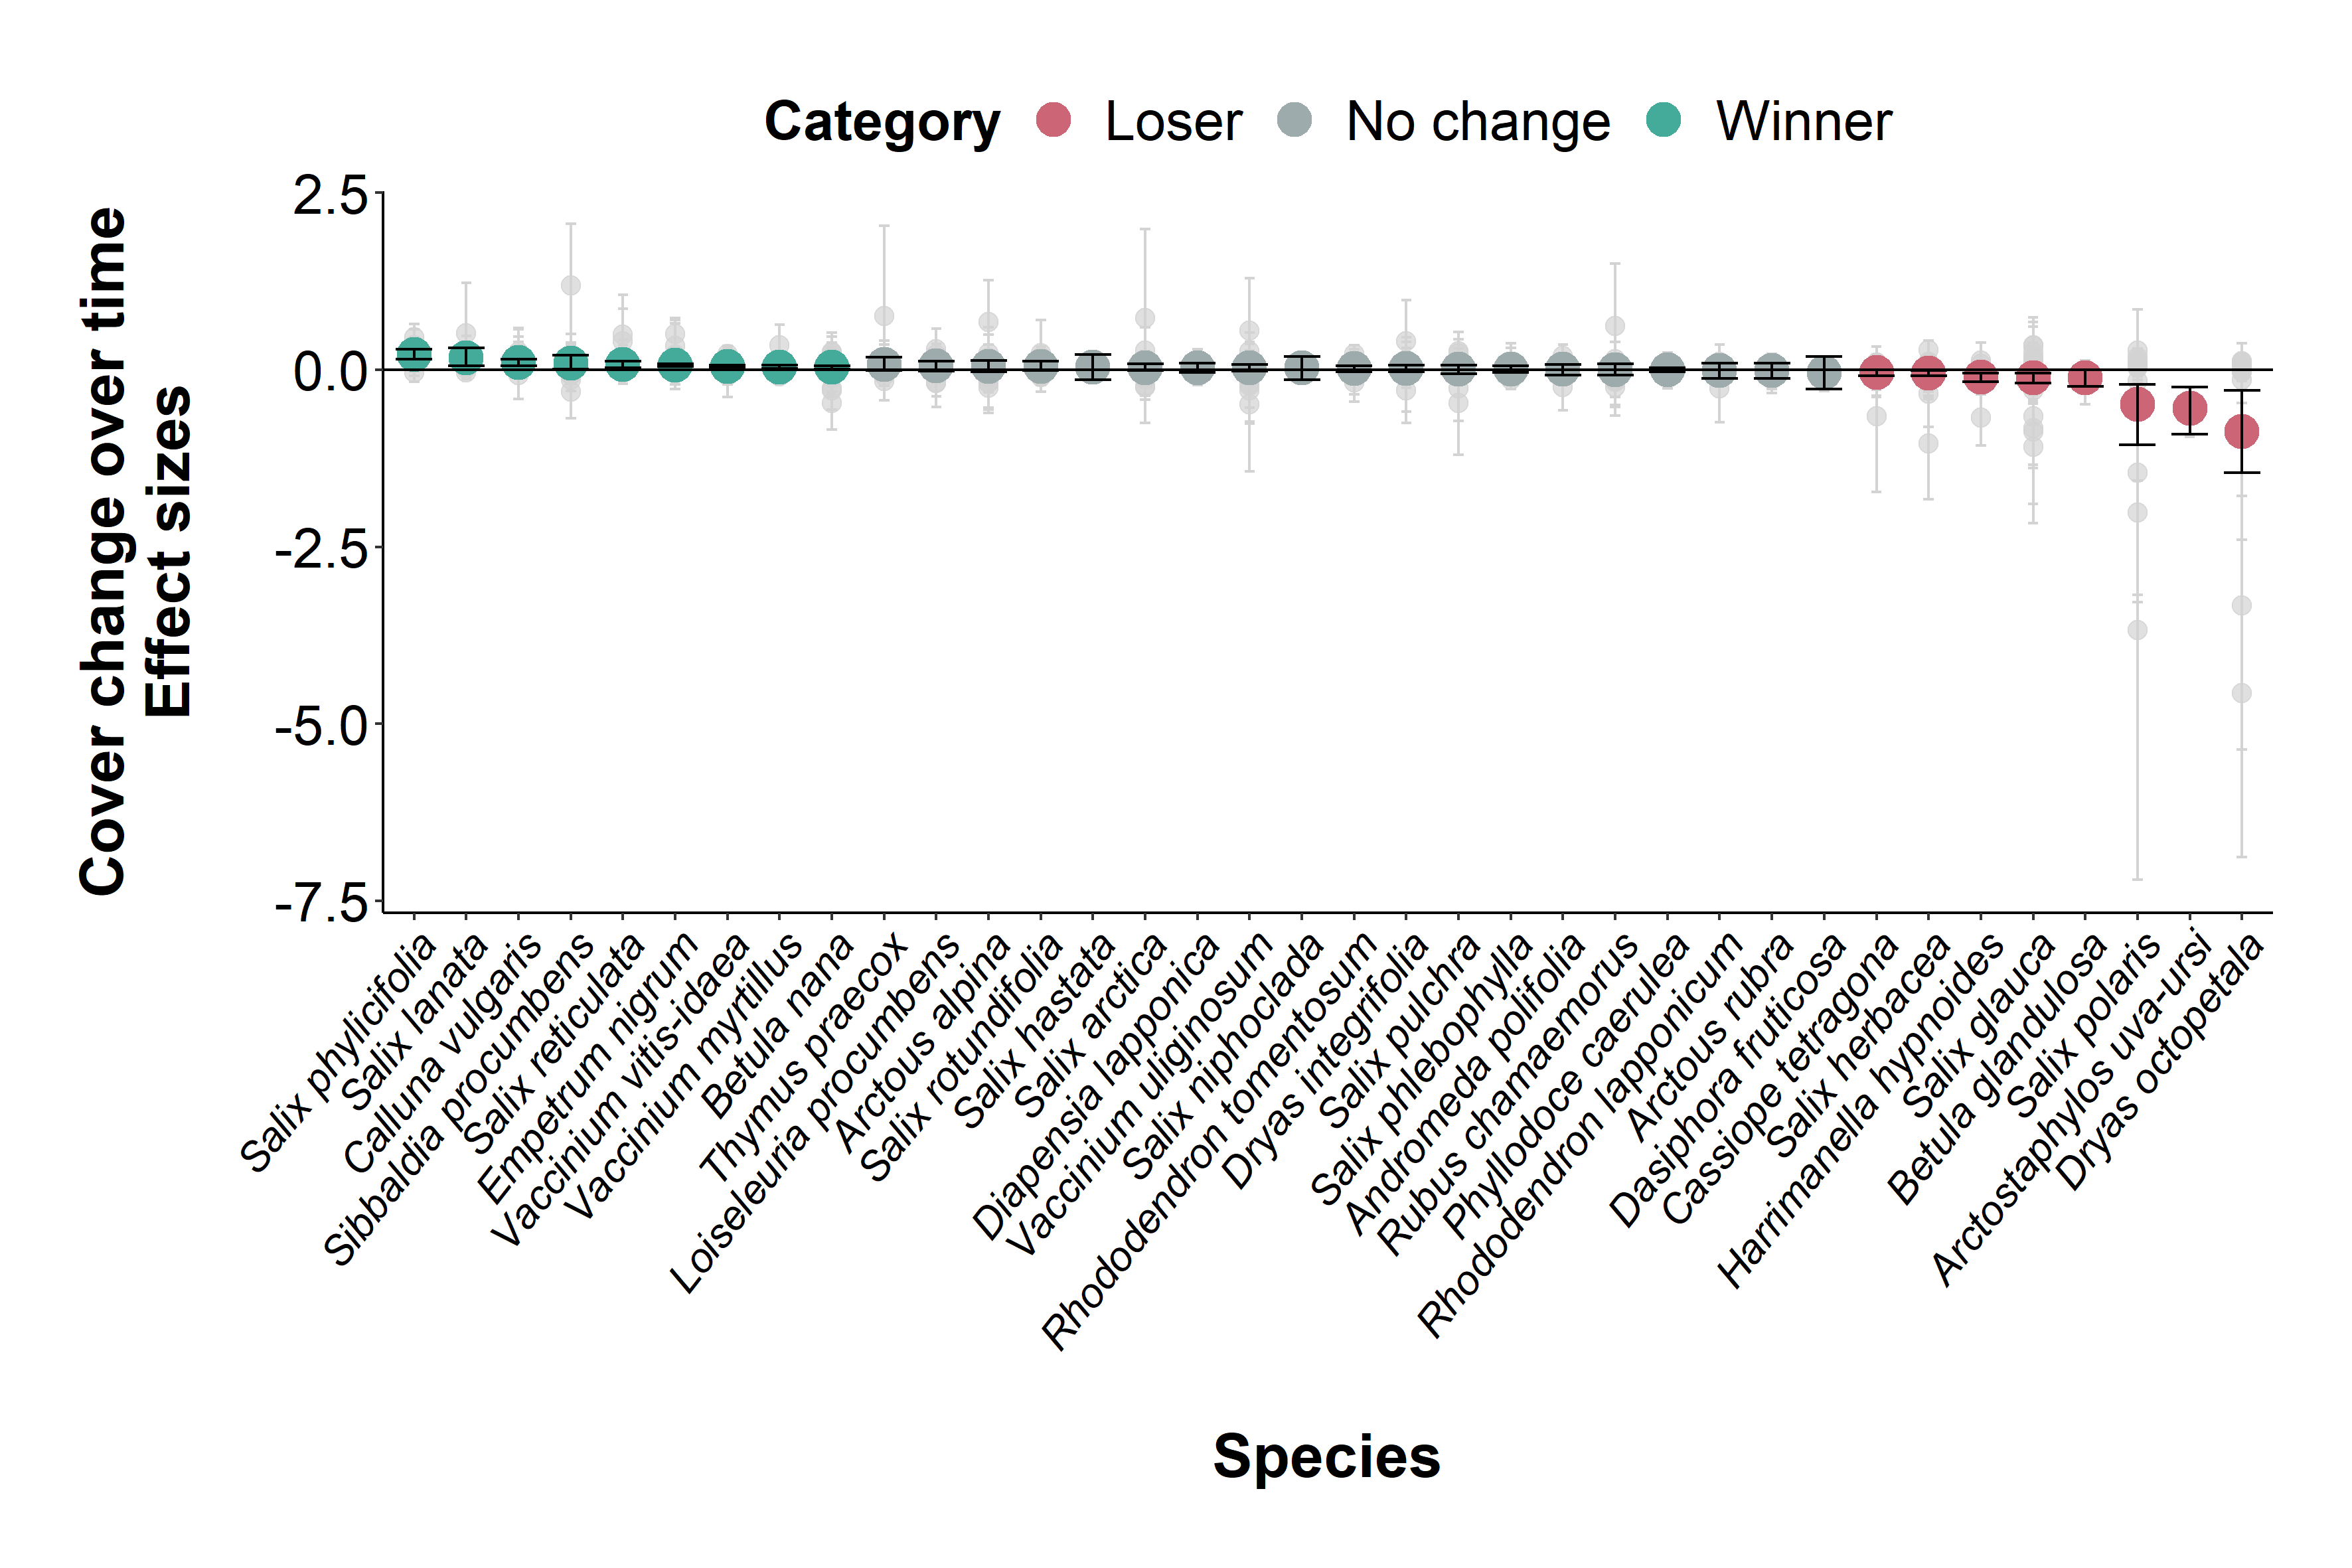 Category Loser No change Winner
Cover change over time
Effect sizes
2.5
0.0
-2.5
-5.0
-7.5
Salix phylicifolia
Salix lanata
Calluna vulgaris
Sibbaldia procumbens
Salix reticulata
Empetrum nigrum
Vaccinium vitis-idaea
Vaccinium myrtillus
Betula nana
Thymus praecox
Loiseleuria procumbens
Arctous alpina
Salix rotundifolia
Salix hastata
Salix arctica
Diapensia lapponica
Vaccinium uliginosum
Salix niphoclada
Rhododendron tomentosum
Dryas integrifolia
Salix pulchra
Salix phlebophylla
Andromeda polifolia
Rubus chamaemorus
Phyllodoce caerulea
Rhododendron lapponicum
Arctous rubra
Dasiphora fruticosa
Cassiope tetragona
Salix herbacea
Harrimanella hypnoides
Salix glauca
Betula glandulosa
Salix polaris
Arctostaphylos uva-ursi
Dryas octopetala
Species